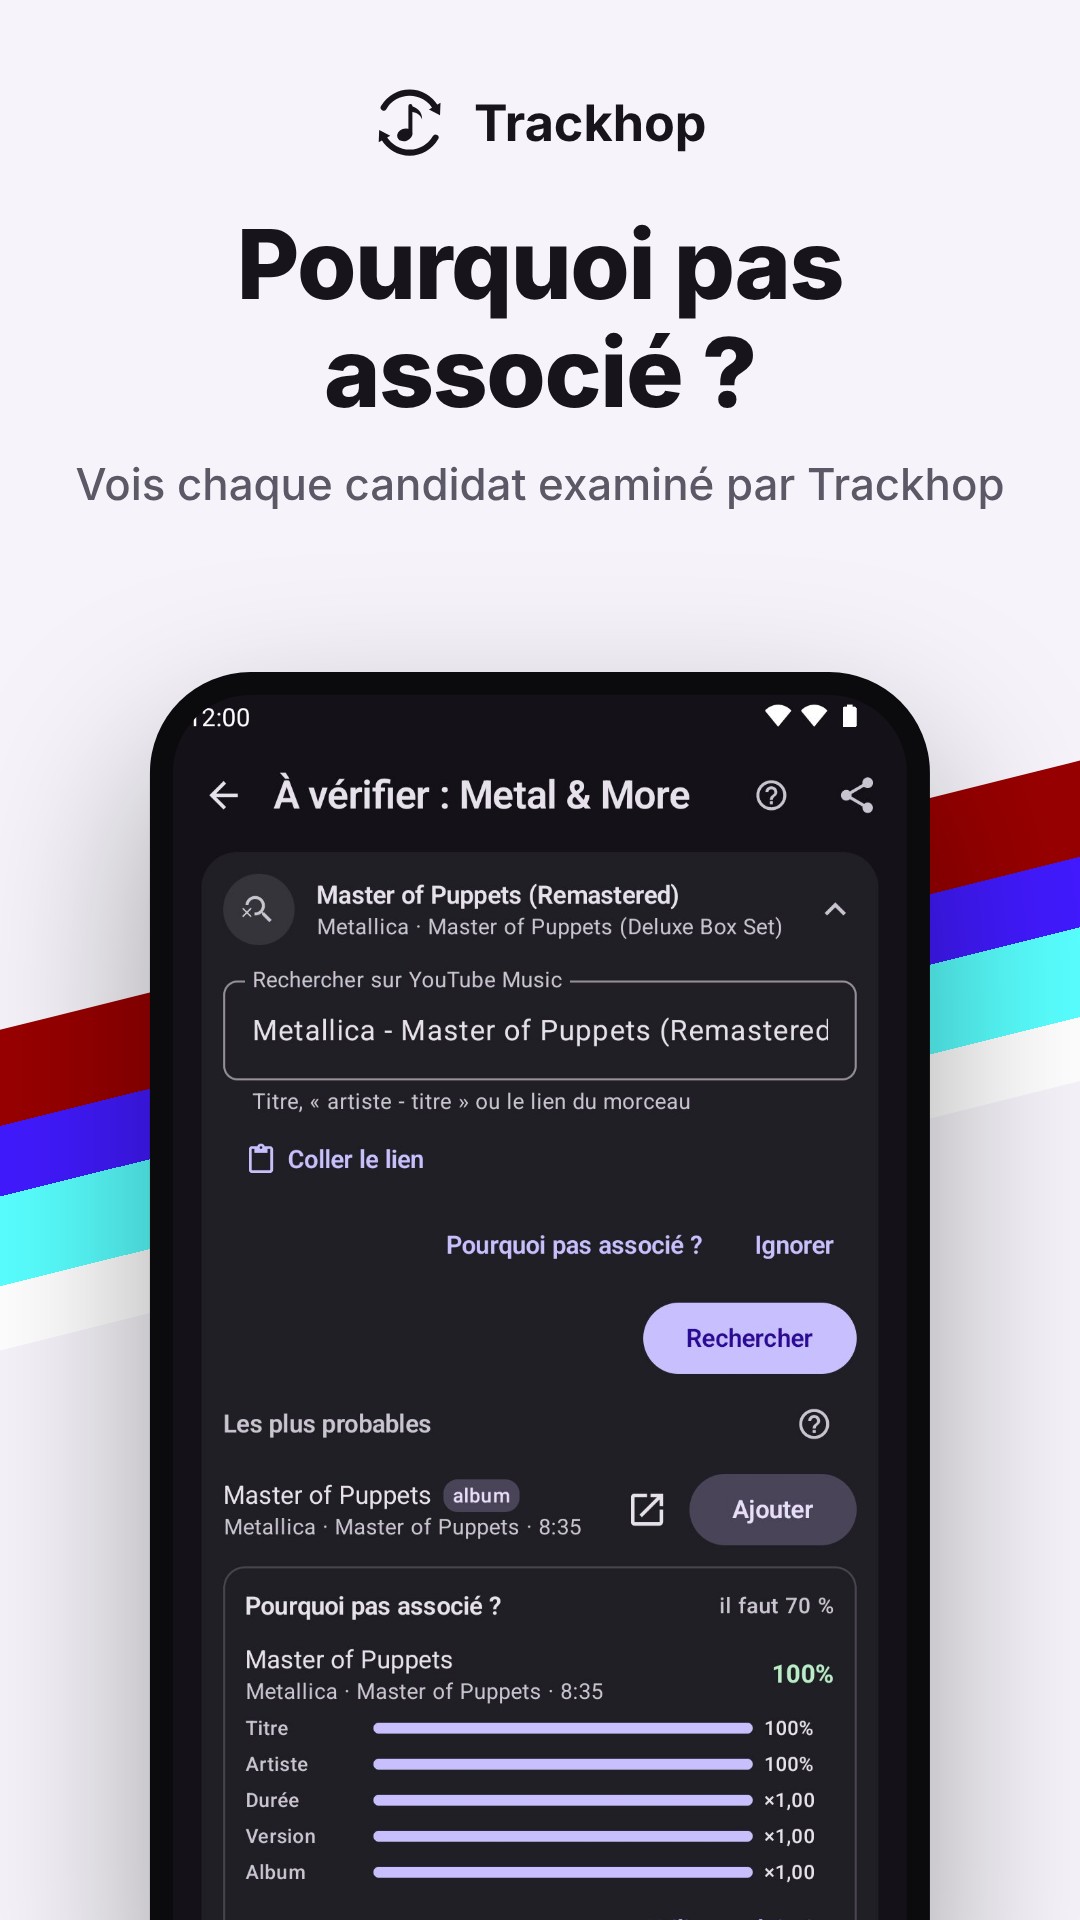 Trackhop
Pourquoi pas
associé ?
Vois chaque candidat examiné par Trackhop
12:00
À vérifier : Metal & More
Master of Puppets (Remastered)
Metallica · Master of Puppets (Deluxe Box Set)
Rechercher sur YouTube Music
Metallica - Master of Puppets (Remastered
Titre, « artiste - titre » ou le lien du morceau
Coller le lien
Pourquoi pas associé ? Ignorer
Rechercher
Les plus probables
Master of Puppets album
Metallica · Master of Puppets · 8:35
Ajouter
Pourquoi pas associé ? il faut 70 %
Master of Puppets
Metallica · Master of Puppets · 8:35
100%
Titre 100%
Artiste 100%
Durée ×1,00
Version ×1,00
Album ×1,00